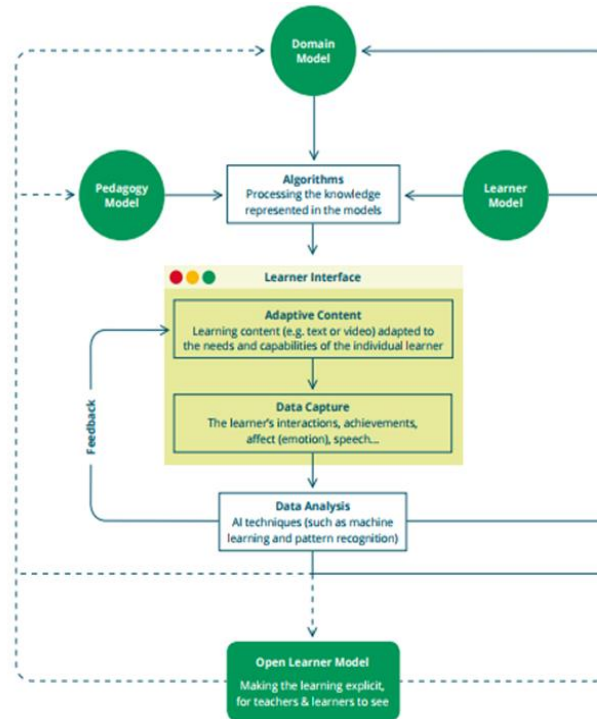 Domain
Model
Pedagogy
Model
Algorithms
Processing the knowledge
represented in the models
Learner
Model
Learner Interface
Adaptive Content
Learning content (e.g. text or video) adapted to
the needs and capabilities of the individual learner
Data Capture
The learner's interactions, achievements,
affect (emotion), speech...
Feedback
Data Analysis
AI techniques (such as machine
learning and pattern recognition)
Open Learner Model
Making the learning explicit,
for teachers & learners to see